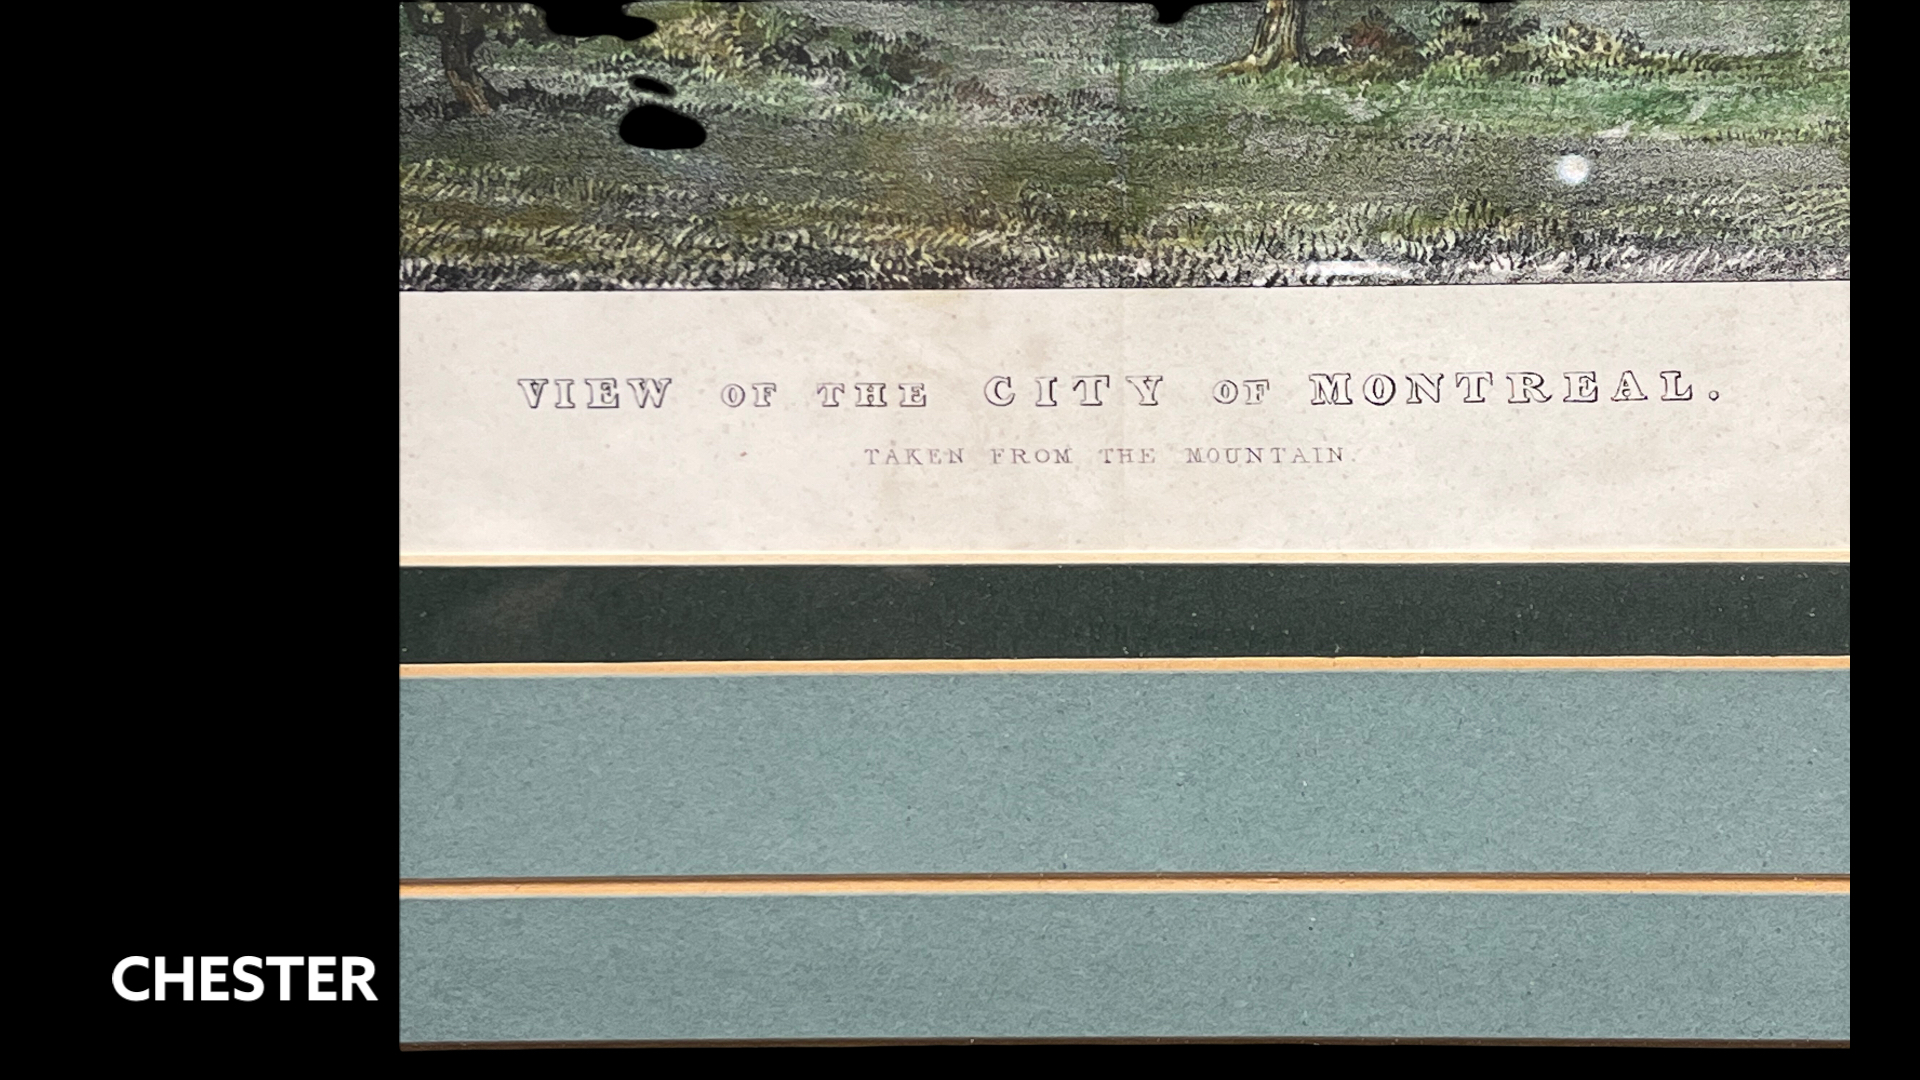 VIEW OF THE CITY OF MONTREAL.
TAKEN FROM THE MOUNTAIN.
CHESTER